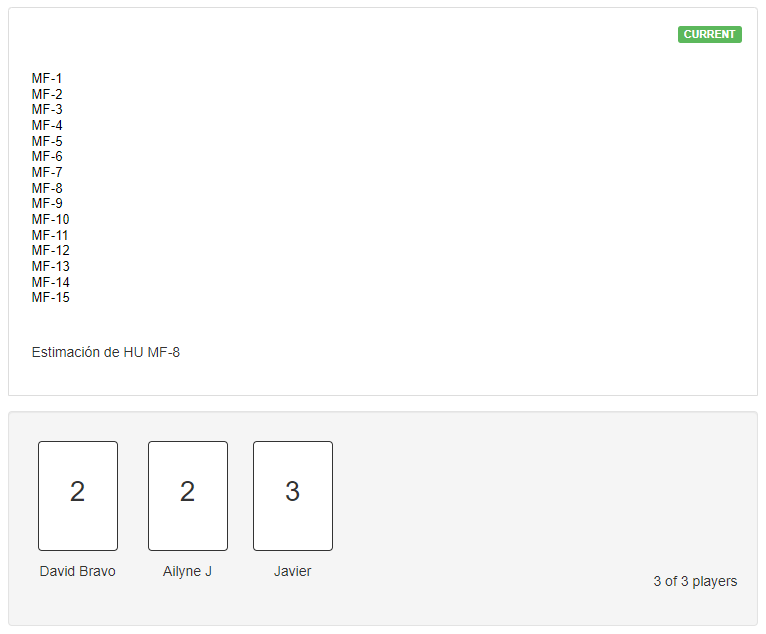 CURRENT
MF-1
MF-2
MF-3
MF-4
MF-5
MF-6
MF-7
MF-8
MF-9
MF-10
MF-11
MF-12
MF-13
MF-14
MF-15
Estimación de HU MF-8
2 2 3
David Bravo Ailyne J Javier
3 of 3 players